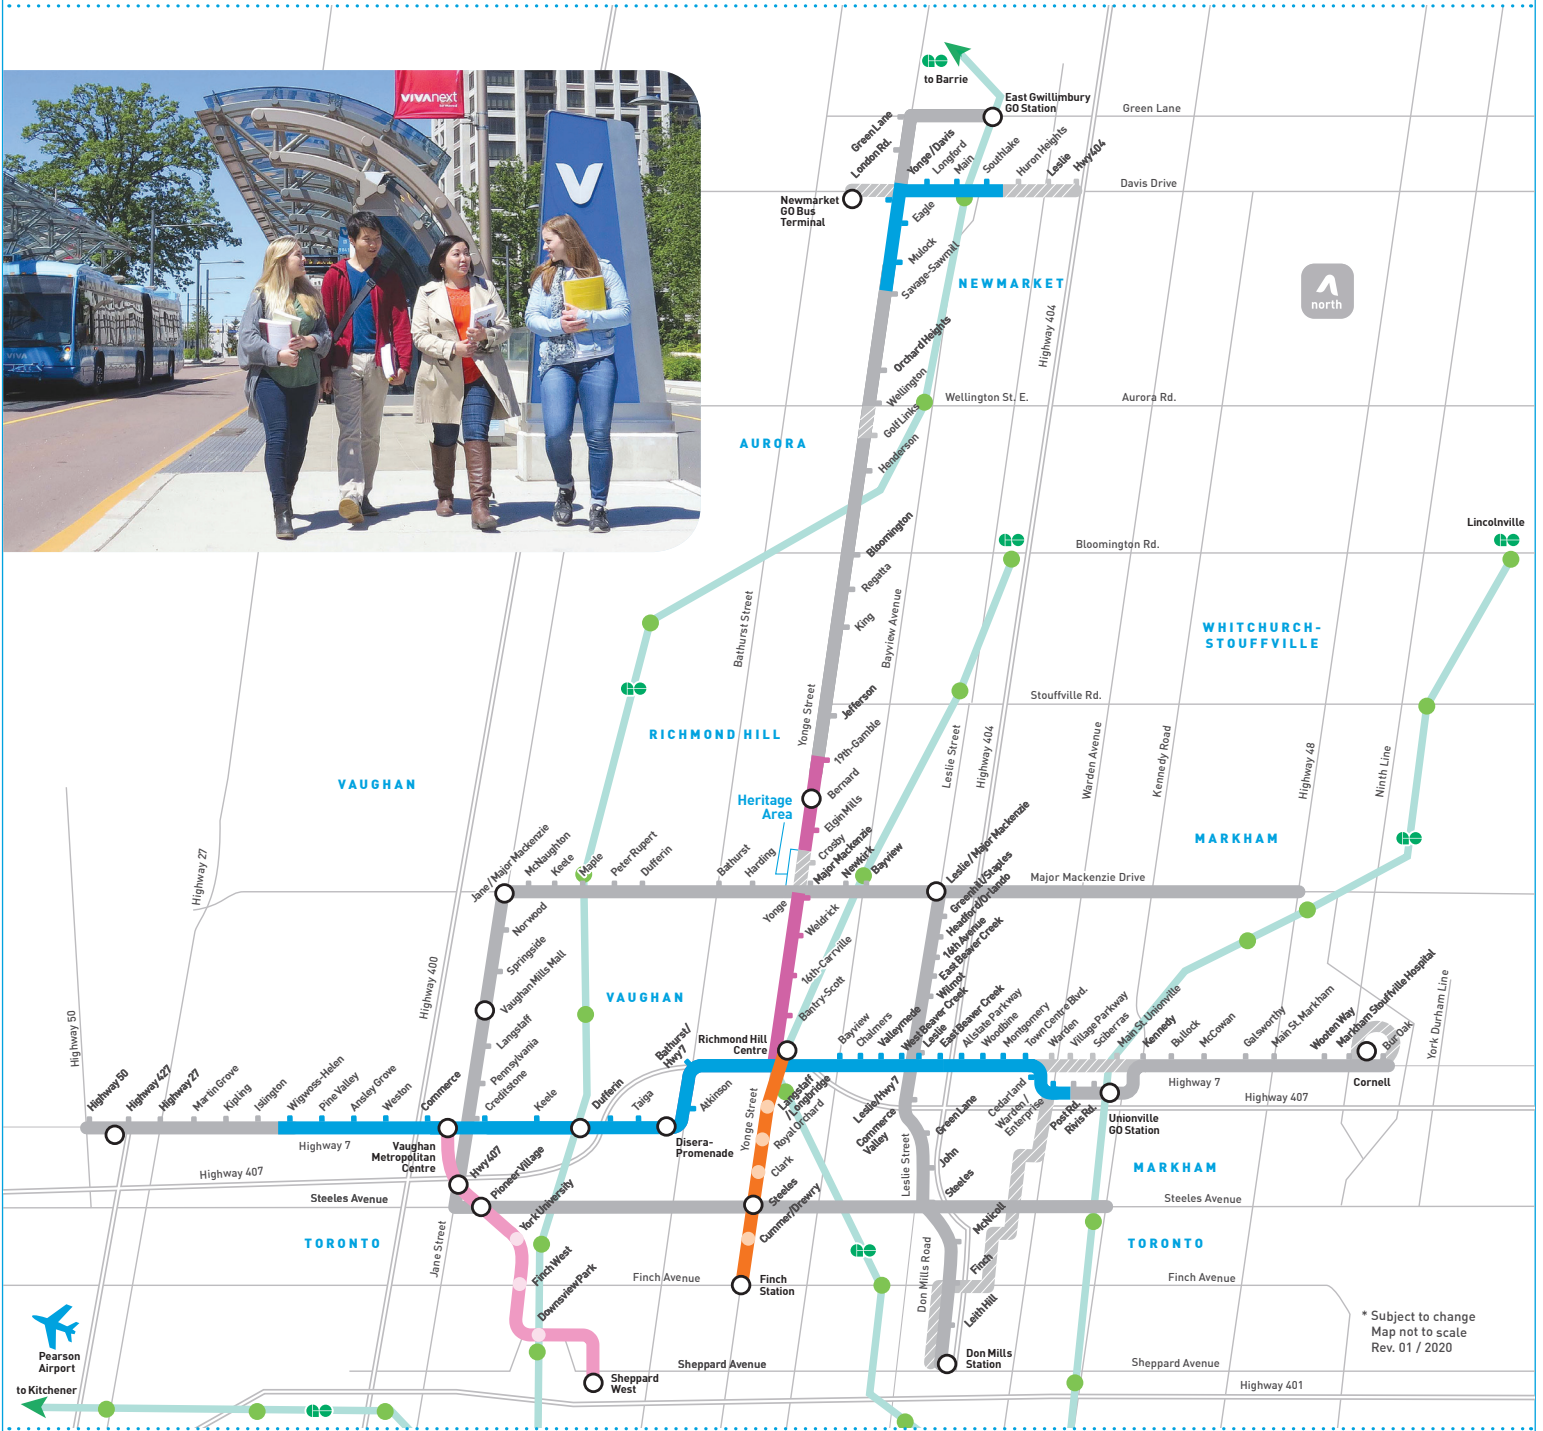 VIVAnext
VIVA
to Barrie
East Gwillimbury
GO Station
Green Lane
Green Lane
London Rd.
Yonge/Davis
Longford
Main
Southlake
Huron Heights
Leslie
Hwy 404
Davis Drive
Newmarket
GO Bus
Terminal
Eagle
Mulock
Savage-Sawmill
NEWMARKET
north
Highway 404
Orchard Heights
Wellington
Golf Links
Henderson
Wellington St. E.
Aurora Rd.
AURORA
Bloomington
Regatta
King
Bloomington Rd.
Lincolnville
Bathurst Street
Bayview Avenue
WHITCHURCH-
STOUFFVILLE
Jefferson
Stouffville Rd.
Yonge Street
RICHMOND HILL
19th-Gamble
Bernard
Elgin Mills
Crosby
Major Mackenzie
Newkirk
Bayview
Leslie Street
Highway 404
Warden Avenue
Kennedy Road
Highway 48
Ninth Line
VAUGHAN
Heritage
Area
MARKHAM
Highway 27
Jane/Major Mackenzie
McNaughton
Keele
Maple
Peter Rupert
Dufferin
Bathurst
Harding
Leslie/Major Mackenzie
Greenhill/Staples
Headford/Orlando
16th Avenue
East Beaver Creek
Wilmot
West Beaver Creek
Major Mackenzie Drive
Yonge
Weldrick
16th-Carrville
Bantry-Scott
Norwood
Springside
Vaughan Mills Mall
Langstaff
Pennsylvania
Highway 400
VAUGHAN
Highway 50
Richmond Hill
Centre
Bathurst/
Hwy 7
Bayview
Chalmers
Valleymede
Leslie
East Beaver Creek
Allstate Parkway
Woodbine
Montgomery
Town Centre Blvd.
Warden
Village Parkway
Sciberras
Main St. Unionville
Kennedy
Bullock
McCowan
Galsworthy
Main St. Markham
Wooten Way
Markham Stouffville Hospital
Bur Oak
York Durham Line
Cornell
Highway 50
Highway 427
Highway 27
Martin Grove
Kipling
Islington
Wigwoss-Helen
Pine Valley
Ansley Grove
Weston
Commerce
Creditstone
Keele
Dufferin
Taiga
Atkinson
Disera-
Promenade
Highway 7
Vaughan
Metropolitan
Centre
Highway 407
Hwy 407
Pioneer Village
York University
Steeles Avenue
Yonge Street
Langstaff
/Longbridge
Royal Orchard
Clark
Steeles
Cummer/Drewry
Leslie/Hwy 7
Commerce
Valley
Green Lane
John
Steeles
Leslie Street
Cedarland
Warden/
Enterprise
Post Rd.
Rivis Rd.
Unionville
GO Station
Highway 7
Highway 407
MARKHAM
Steeles Avenue
TORONTO
Jane Street
Finch West
Downsview Park
Finch Avenue
Finch
Station
Don Mills Road
McNicoll
Finch
Leith Hill
TORONTO
Finch Avenue
Pearson
Airport
to Kitchener
Sheppard
West
Sheppard Avenue
Don Mills
Station
Sheppard Avenue
Highway 401
* Subject to change
Map not to scale
Rev. 01 / 2020